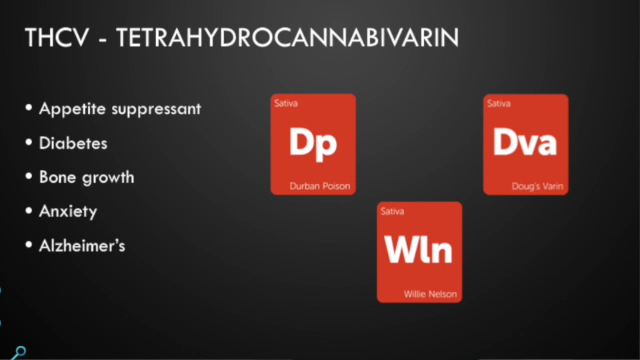 THCV - TETRAHYDROCANNABIVARIN
• Appetite suppressant
• Diabetes
• Bone growth
• Anxiety
• Alzheimer's
Sativa
Dp
Durban Poison
Sativa
Dva
Doug's Varin
Sativa
Wln
Willie Nelson